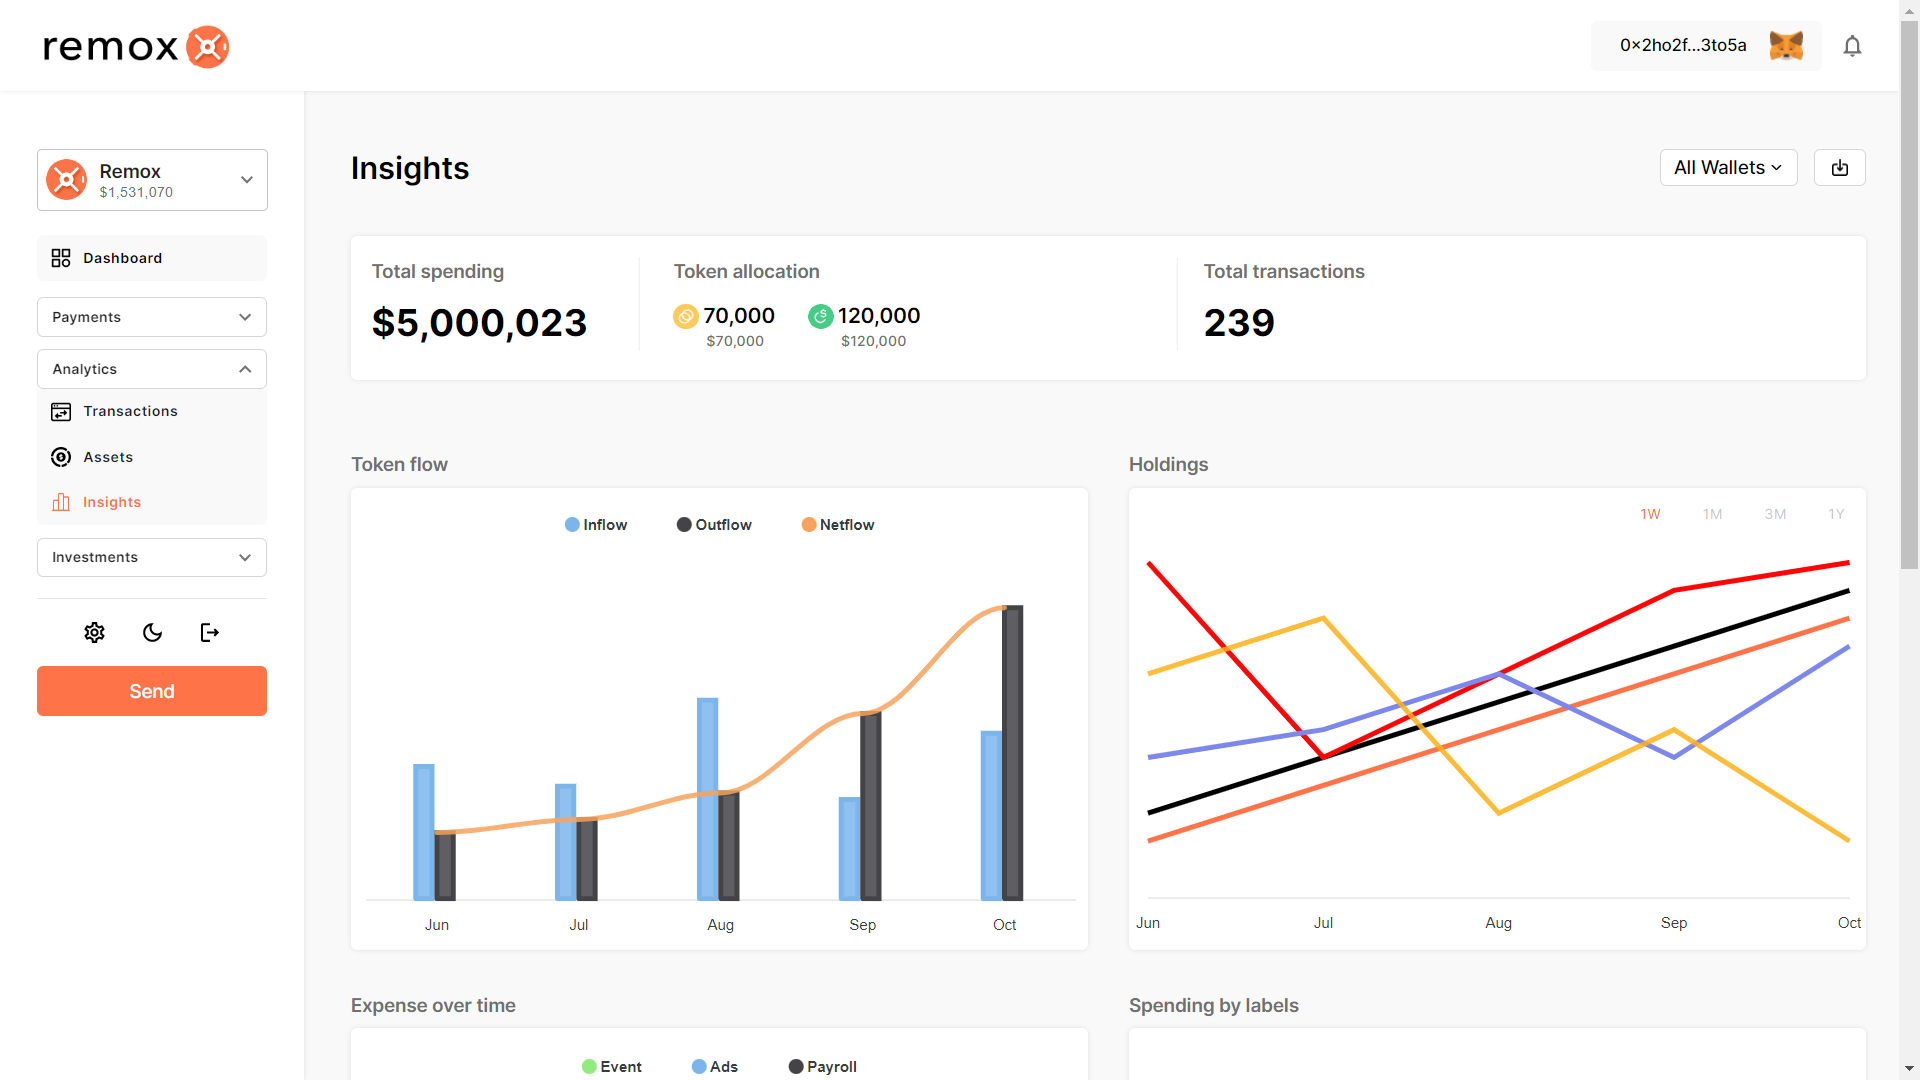 remox
0×2ho2f...3to5a
Remox
$1,531,070
Dashboard
Payments
Analytics
Transactions
Assets
Insights
Investments
Send
Insights
All Wallets
Total spending
$5,000,023
Token allocation
70,000
$70,000
120,000
$120,000
Total transactions
239
Token flow
Inflow Outflow Netflow
Jun Jul Aug Sep Oct
Holdings
1W 1M 3M 1Y
Jun Jul Aug Sep Oct
Expense over time
Event Ads Payroll
Spending by labels